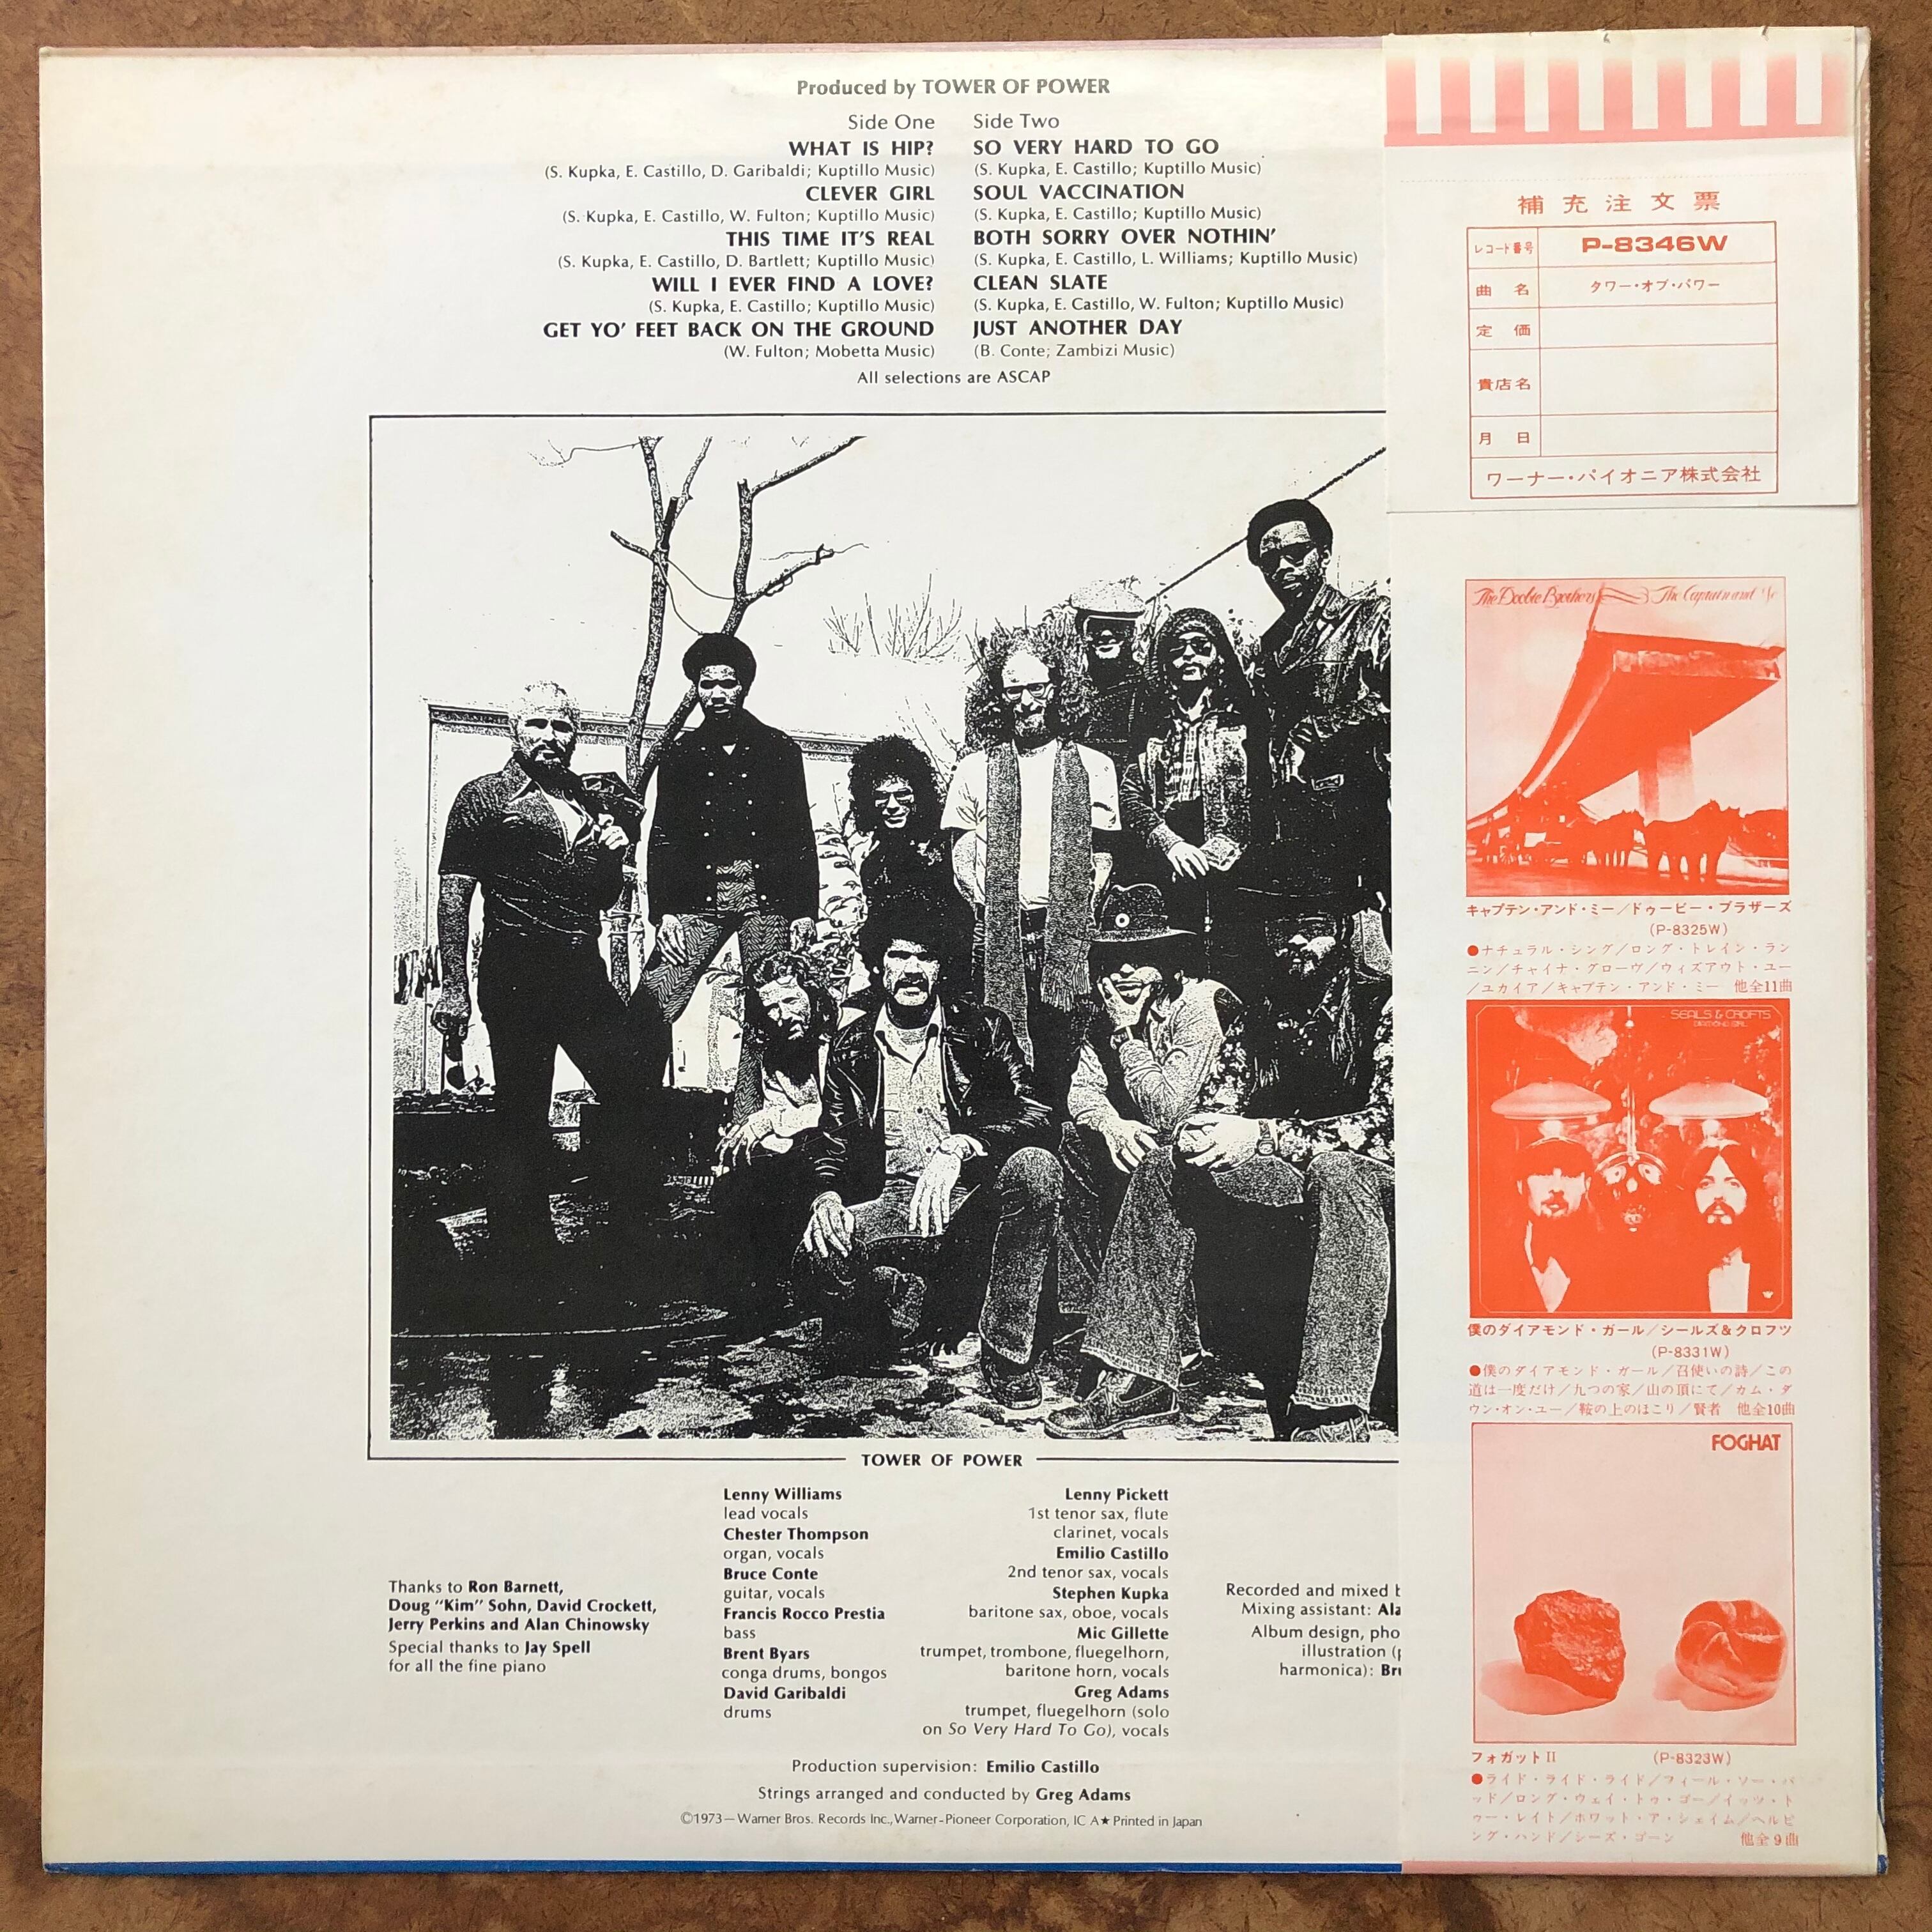 Produced by TOWER OF POWER
Side One
WHAT IS HIP?
(S. Kupka, E. Castillo, D. Garibaldi; Kuptillo Music)
CLEVER GIRL
(S. Kupka, E. Castillo, W. Fulton; Kuptillo Music)
THIS TIME IT'S REAL
(S. Kupka, E. Castillo, D. Bartlett; Kuptillo Music)
WILL I EVER FIND A LOVE?
(S. Kupka, E. Castillo; Kuptillo Music)
GET YO' FEET BACK ON THE GROUND
(W. Fulton; Mobetta Music)
Side Two
SO VERY HARD TO GO
(S. Kupka, E. Castillo; Kuptillo Music)
SOUL VACCINATION
(S. Kupka, E. Castillo; Kuptillo Music)
BOTH SORRY OVER NOTHIN'
(S. Kupka, E. Castillo, L. Williams; Kuptillo Music)
CLEAN SLATE
(S. Kupka, E. Castillo, W. Fulton; Kuptillo Music)
JUST ANOTHER DAY
(B. Conte; Zambizi Music)
All selections are ASCAP
TOWER OF POWER
Thanks to Ron Barnett,
Doug "Kim" Sohn, David Crockett,
Jerry Perkins and Alan Chinowsky
Special thanks to Jay Spell
for all the fine piano
Lenny Williams
lead vocals
Chester Thompson
organ, vocals
Bruce Conte
guitar, vocals
Francis Rocco Prestia
bass
Brent Byars
conga drums, bongos
David Garibaldi
drums
Lenny Pickett
1st tenor sax, flute
clarinet, vocals
Emilio Castillo
2nd tenor sax, vocals
Stephen Kupka
baritone sax, oboe, vocals
Mic Gillette
trumpet, trombone, fluegelhorn,
baritone horn, vocals
Greg Adams
trumpet, fluegelhorn (solo
on So Very Hard To Go), vocals
Recorded and mixed
Mixing assistant:
Album design,
illustration
harmonica):
Production supervision: Emilio Castillo
Strings arranged and conducted by Greg Adams
©1973—Warner Bros. Records Inc., Warner-Pioneer Corporation, IC A★Printed in Japan
補充注文票
レコード番号 P-8346W
曲名 タワー・オブ・パワー
定価
貴店名
月日
ワーナー・パイオニア株式会社
The Doobie Brothers The Captain and
キャプテン・アンド・ミー/ドゥービー・ブラザーズ
(P-8325W)
●ナチュラル・シング/ロング・トレイン・ラン
ニン/チャイナ・グローヴ/ウィズアウト・ユー
/ユカイア/キャプテン・アンド・ミー 他全11曲
SEALS & CROFTS
DIAMOND GIRL
僕のダイアモンド・ガール/シールズ&クロフツ
(P-8331W)
●僕のダイアモンド・ガール/召使いの詩/この
道は一度だけ/九つの家/山の頂にて/カム・ダ
ウン・オン・ユー/鞍の上のほこり/賢者 他全10曲
FOGHAT
フォガットII (P-8323W)
●ライド・ライド・ライド/フィール・ソー・バ
ッド/ロング・ウェイ・トゥ・ゴー/イッツ・ト
ゥー・レイト/ホワット・ア・シェイム/ヘルピ
ング・ハンド/シーズ・ゴーン 他全9曲